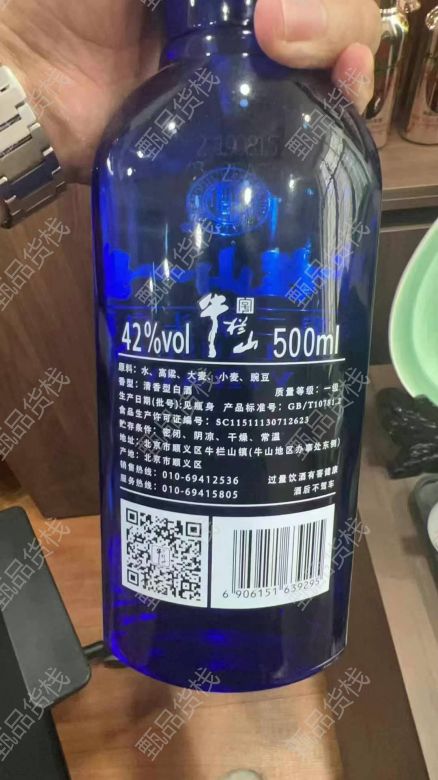 42%vol 牛栏山 500ml
原料：水、高粱、大麦、小麦、豌豆
香型：清香型白酒 质量等级：一级
生产日期(批号):见瓶身 产品标准号：GB/T10781.2
食品生产许可证编号：SC11511130712623
贮存条件：密闭、阴凉、干燥、常温
地址：北京市顺义区牛栏山镇(牛山地区办事处东侧)
产地：北京市顺义区
销售热线：010-69412536 过量饮酒有害健康
服务热线：010-69415805 酒后不驾车
6 906151 639295
甄品货栈